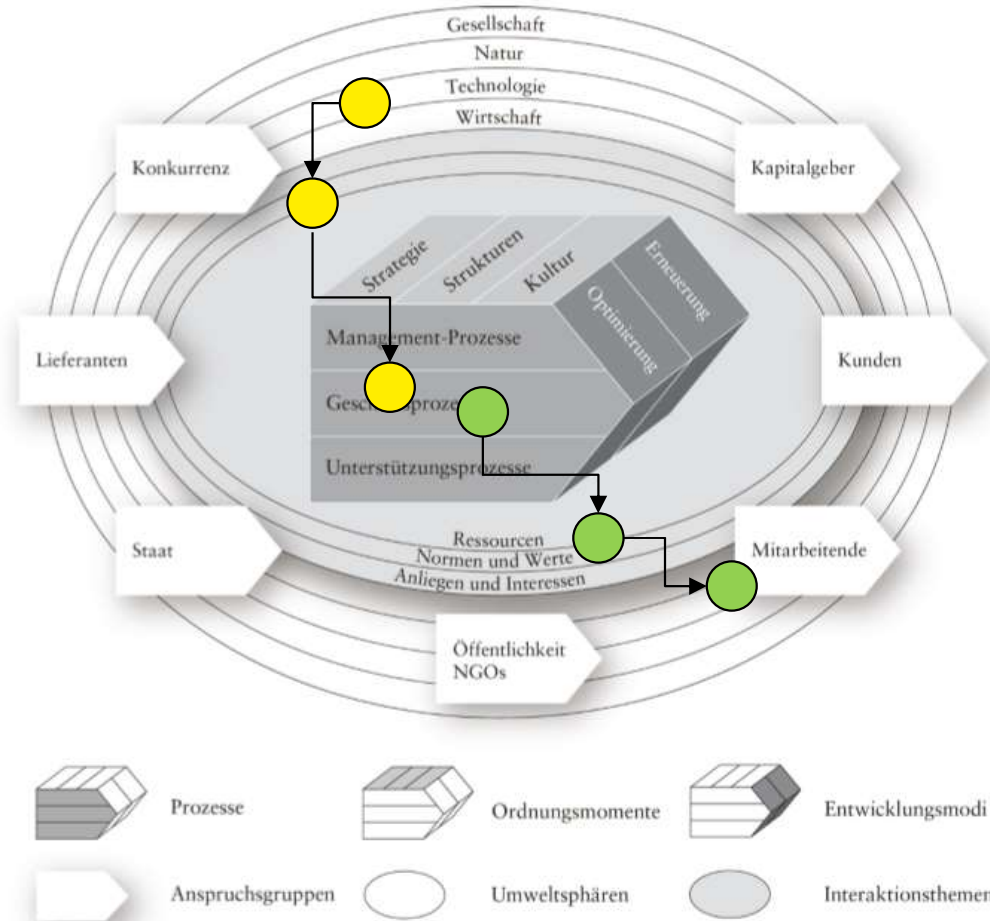 Gesellschaft
Natur
Technologie
Wirtschaft
Konkurrenz
Kapitalgeber
Strategie
Strukturen
Kultur
Erneuerung
Optimierung
Management-Prozesse
Lieferanten
Kunden
Unterstützungsprozesse
Ressourcen
Normen und Werte
Anliegen und Interessen
Staat
Mitarbeitende
Öffentlichkeit
NGOs
Prozesse
Ordnungsmomente
Entwicklungsmodi
Anspruchsgruppen
Umweltsphären
Interaktionsthemen